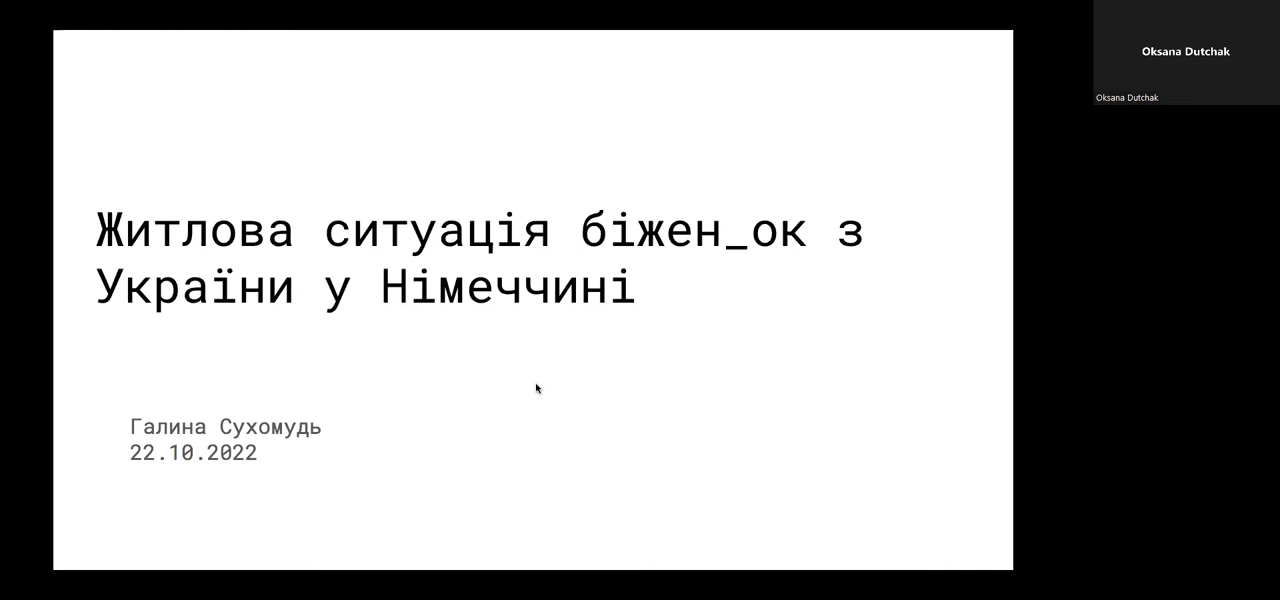 Житлова ситуація біжен_ок з
України у Німеччині
Галина Сухомудь
22.10.2022
Oksana Dutchak
Oksana Dutchak